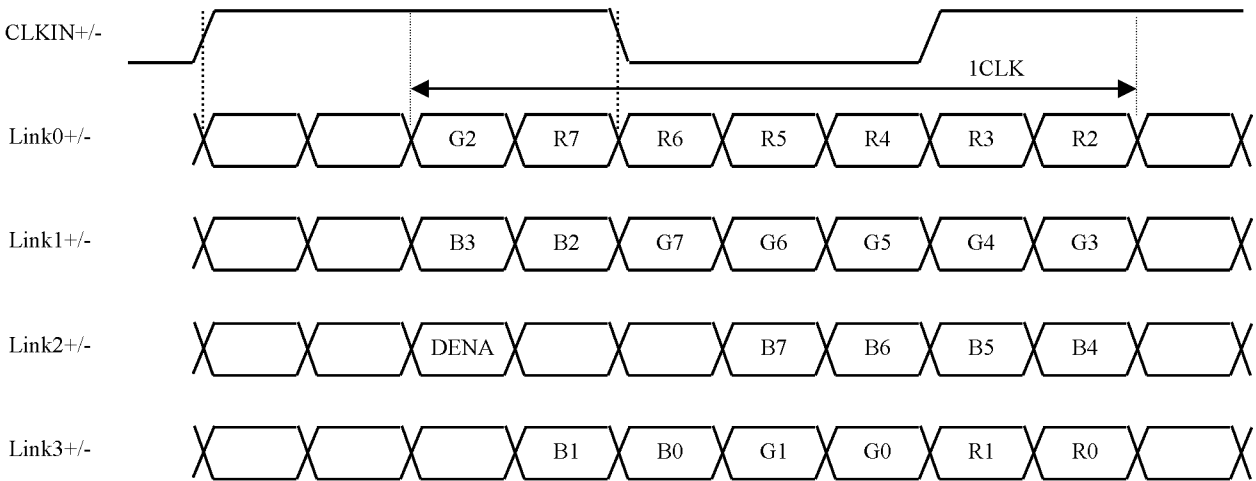 CLKIN+/-
1CLK
Link0+/- G2 R7 R6 R5 R4 R3 R2
Link1+/- B3 B2 G7 G6 G5 G4 G3
Link2+/- DENA B7 B6 B5 B4
Link3+/- B1 B0 G1 G0 R1 R0